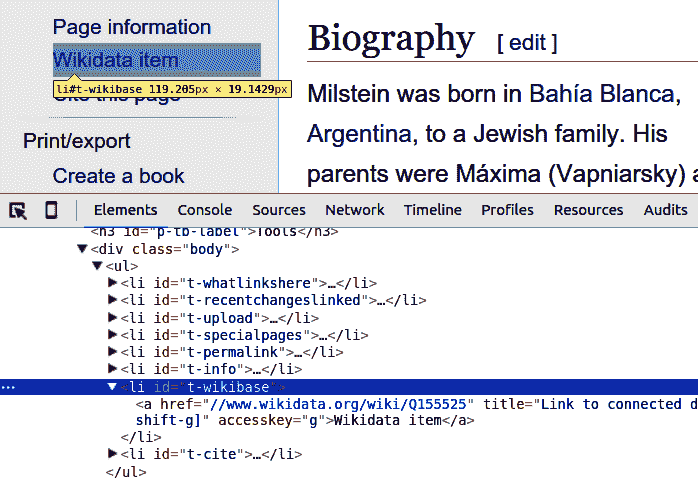 Page information
Wikidata item
li#t-wikibase 119.205px × 19.1429px
Cite this page
Print/export
Create a book
Biography [ edit ]
Milstein was born in Bahía Blanca,
Argentina, to a Jewish family. His
parents were Máxima (Vapniarsky) a
Elements Console Sources Network Timeline Profiles Resources Audits
<h3 id="p-tb-label">Tools</h3>
▼<div class="body">
▼<ul>
▶<li id="t-whatlinkshere">…</li>
▶<li id="t-recentchangeslinked">…</li>
▶<li id="t-upload">…</li>
▶<li id="t-specialpages">…</li>
▶<li id="t-permalink">…</li>
▶<li id="t-info">…</li>
… ▼<li id="t-wikibase">
<a href="//www.wikidata.org/wiki/Q155525" title="Link to connected d
shift-g]" accesskey="g">Wikidata item</a>
</li>
▶<li id="t-cite">…</li>
</ul>